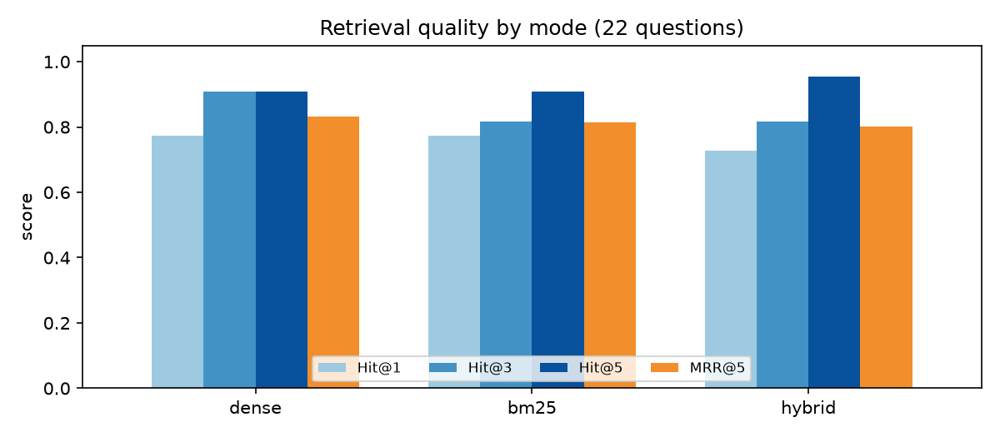 Retrieval quality by mode (22 questions)
1.0
0.8
0.6
0.4
0.2
0.0
score
Hit@1 Hit@3 Hit@5 MRR@5
dense bm25 hybrid